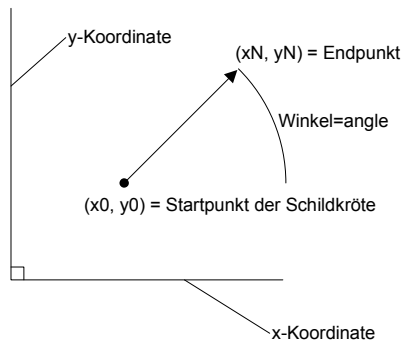 y-Koordinate
(xN, yN) = Endpunkt
Winkel=angle
(x0, y0) = Startpunkt der Schildkröte
x-Koordinate